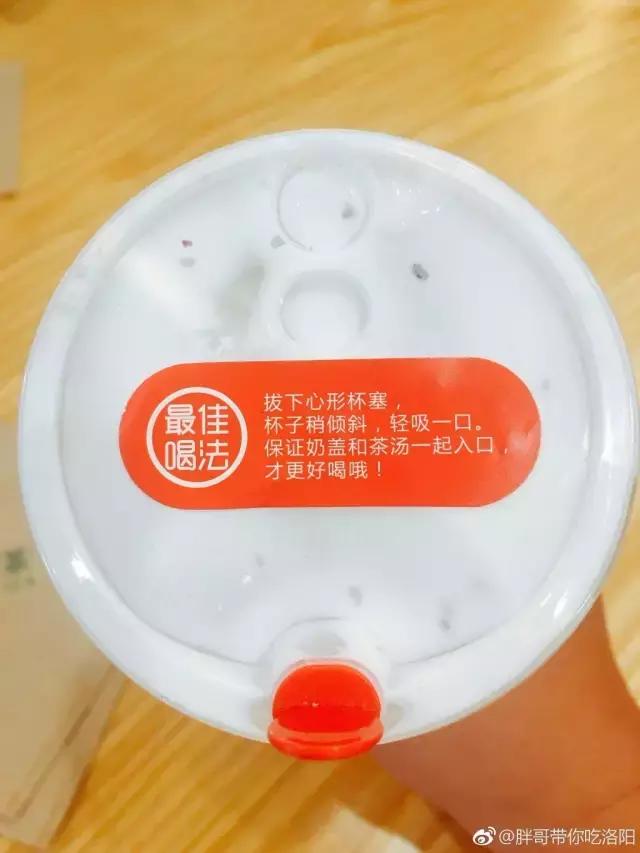 最佳
喝法
拔下心形杯塞，
杯子稍倾斜，轻吸一口。
保证奶盖和茶汤一起入口，
才更好喝哦！
@胖哥带你吃洛阳